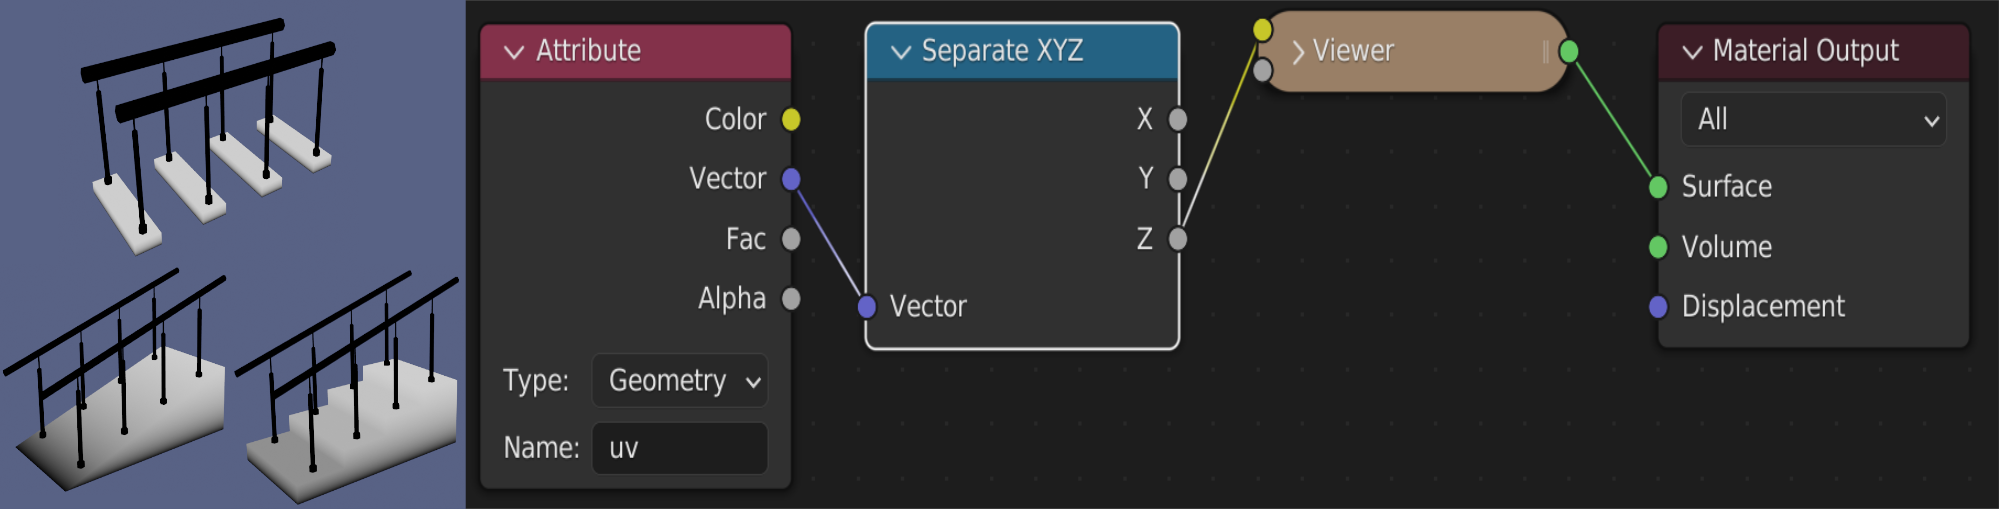 Attribute
Color
Vector
Fac
Alpha
Type: Geometry
Name: uv
Separate XYZ
X
Y
Z
Vector
Viewer
Material Output
All
Surface
Volume
Displacement